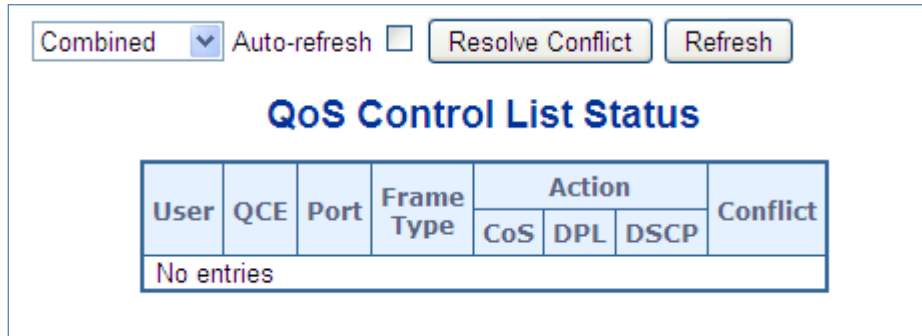 Combined Auto-refresh Resolve Conflict Refresh
QoS Control List Status
User QCE Port Frame Type Action Conflict
CoS DPL DSCP
No entries